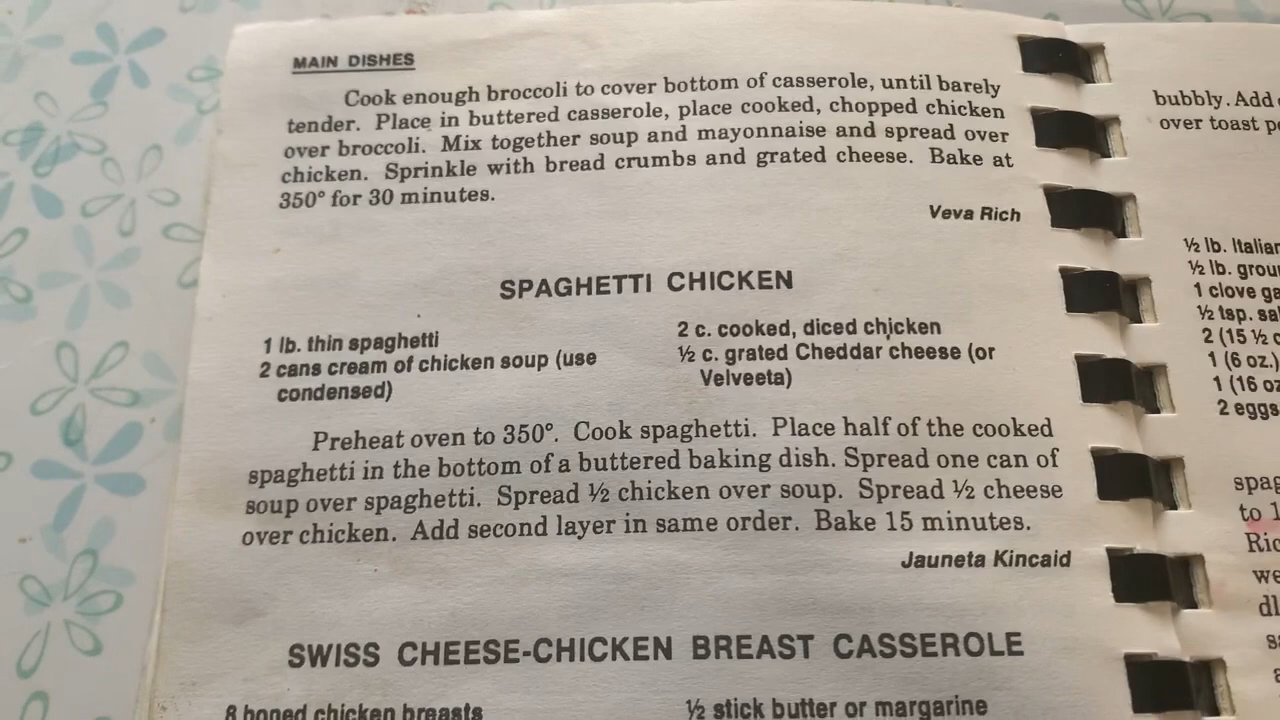 MAIN DISHES
Cook enough broccoli to cover bottom of casserole, until barely
tender. Place in buttered casserole, place cooked, chopped chicken
over broccoli. Mix together soup and mayonnaise and spread over
chicken. Sprinkle with bread crumbs and grated cheese. Bake at
350° for 30 minutes.
Veva Rich
SPAGHETTI CHICKEN
1 lb. thin spaghetti
2 cans cream of chicken soup (use
condensed)
2 c. cooked, diced chicken
½ c. grated Cheddar cheese (or
Velveeta)
Preheat oven to 350°. Cook spaghetti. Place half of the cooked
spaghetti in the bottom of a buttered baking dish. Spread one can of
soup over spaghetti. Spread ½ chicken over soup. Spread ½ cheese
over chicken. Add second layer in same order. Bake 15 minutes.
Jauneta Kincaid
SWISS CHEESE-CHICKEN BREAST CASSEROLE
8 boned chicken breasts
½ stick butter or margarine
bubbly. Add
over toast
½ lb.
½ lb.
1 clove
½ tsp.
2 (15 ½
1 (6 oz.)
1 (16
2 eggs
to